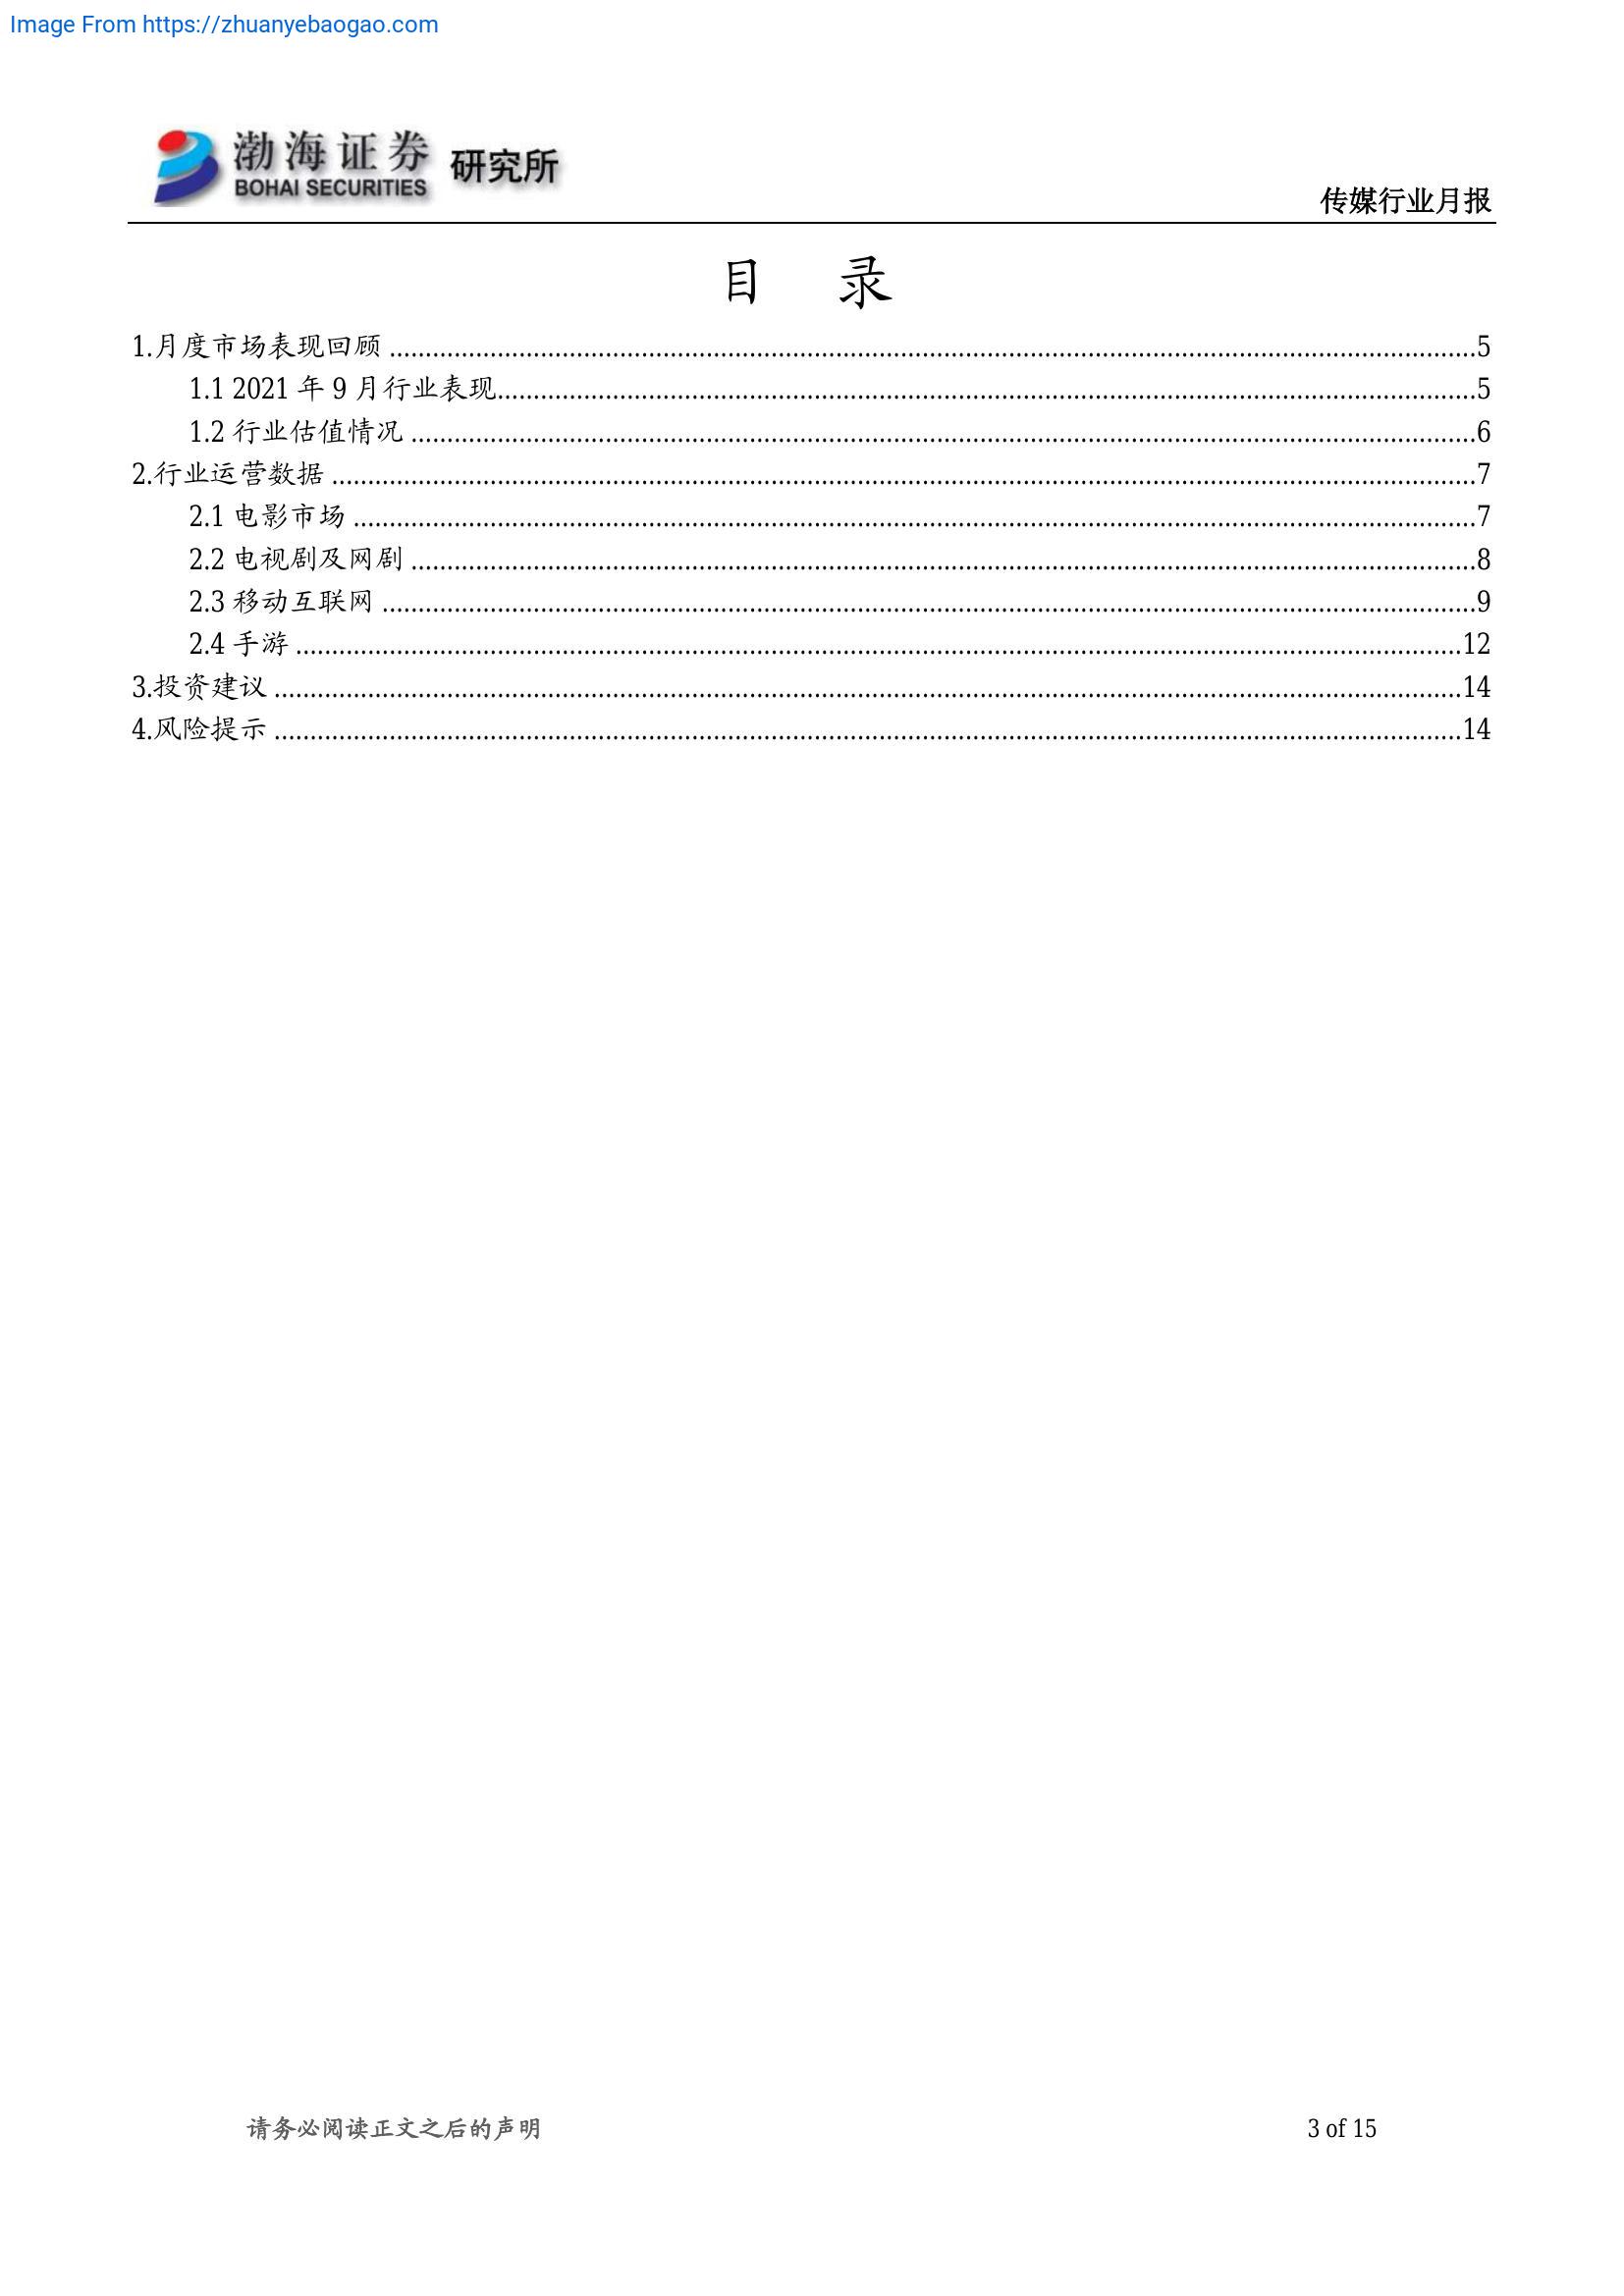 Image From https://zhuanyebaogao.com
渤海证券 研究所
BOHAI SECURITIES
传媒行业月报
目 录
1.月度市场表现回顾 ........................................ 5
1.1 2021 年 9 月行业表现........................................ 5
1.2 行业估值情况 ........................................ 6
2.行业运营数据 ........................................ 7
2.1 电影市场 ........................................ 7
2.2 电视剧及网剧 ........................................ 8
2.3 移动互联网 ........................................ 9
2.4 手游 ........................................ 12
3.投资建议 ........................................ 14
4.风险提示 ........................................ 14
请务必阅读正文之后的声明 3 of 15